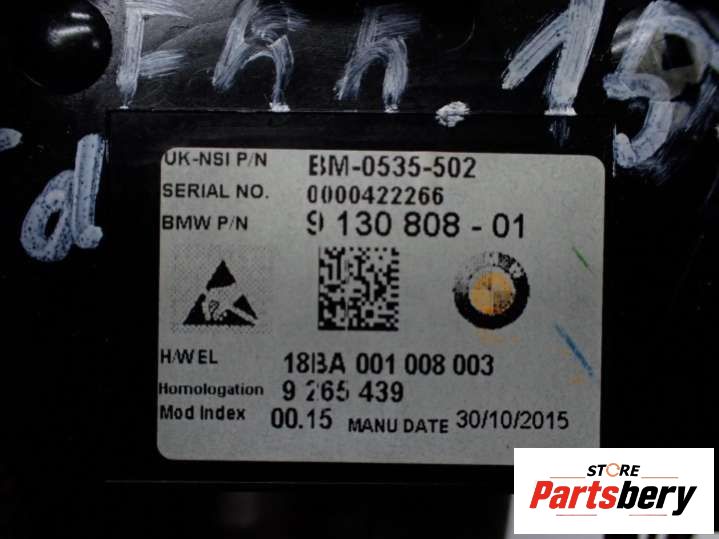 d
UK-NSI P/N BM-0535-502
SERIAL NO. 0000422266
BMW P/N 9 130 808 - 01
H/W EL 18BA 001 008 003
Homologation 9 265 439
Mod Index 00.15 MANU DATE 30/10/2015
STORE
Partsbery